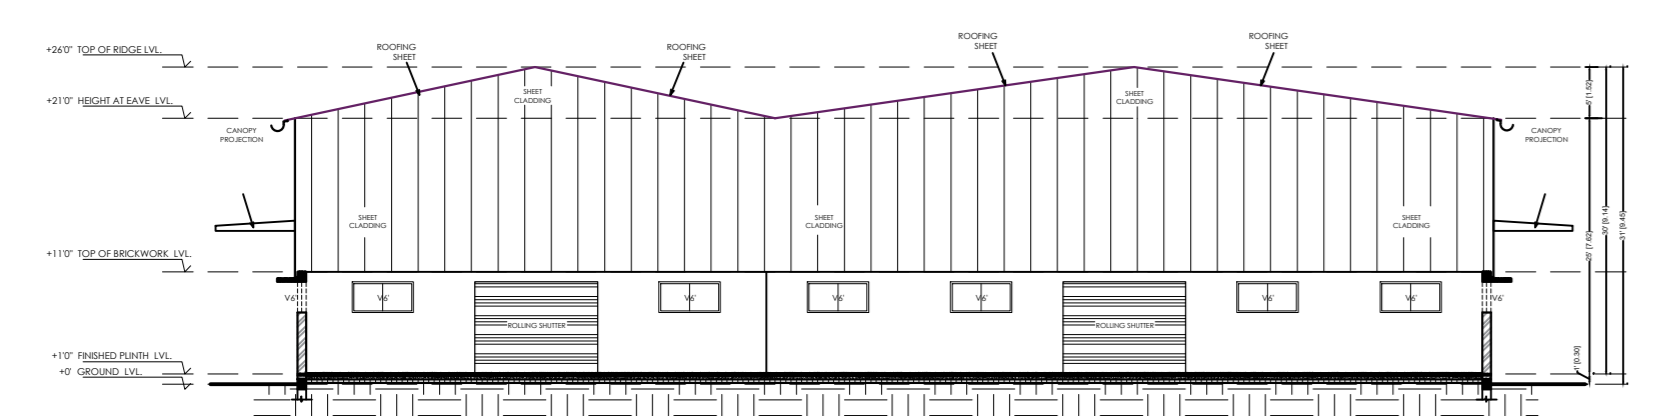 +26'0" TOP OF RIDGE LVL.
+21'0" HEIGHT AT EAVE LVL.
CANOPY
PROJECTION
+11'0" TOP OF BRICKWORK LVL.
+1'0" FINISHED PLINTH LVL.
+0' GROUND LVL.
ROOFING
SHEET
ROOFING
SHEET
ROOFING
SHEET
ROOFING
SHEET
SHEET
CLADDING
SHEET
CLADDING
CANOPY
PROJECTION
SHEET
CLADDING
SHEET
CLADDING
SHEET
CLADDING
V6'
V6'
V6'
V6'
V6'
V6'
V6'
V6'
ROLLING SHUTTER
ROLLING SHUTTER
5' [1.52]
25' [7.62]
30' [9.14]
31' [9.45]
1' [0.30]